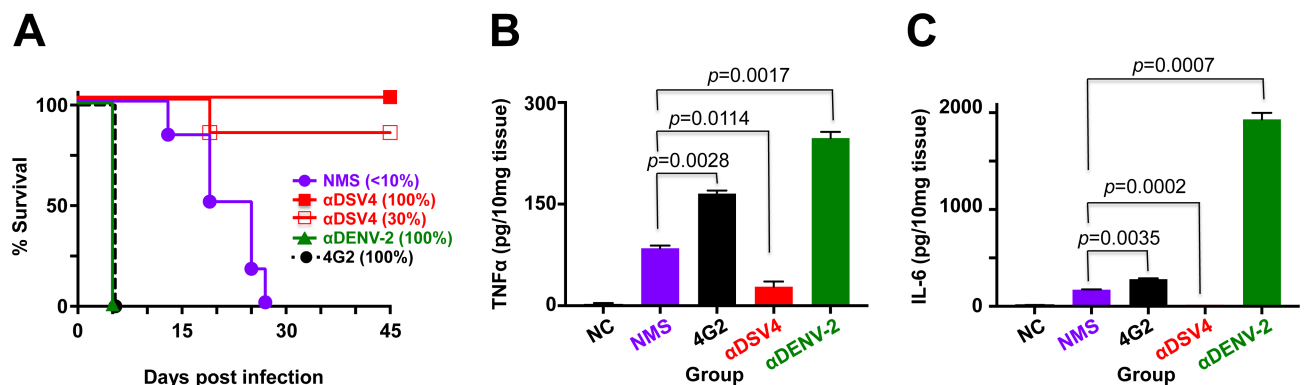 A
% Survival
100
50
0
0
15
30
45
Days post infection
NMS (<10%)
αDSV4 (100%)
αDSV4 (30%)
αDENV-2 (100%)
4G2 (100%)
B
TNFα (pg/10mg tissue)
300
150
0
p=0.0017
p=0.0114
p=0.0028
NC
NMS
4G2
αDSV4
αDENV-2
Group
C
IL-6 (pg/10mg tissue)
2000
1000
0
p=0.0007
p=0.0002
p=0.0035
NC
NMS
4G2
αDSV4
αDENV-2
Group